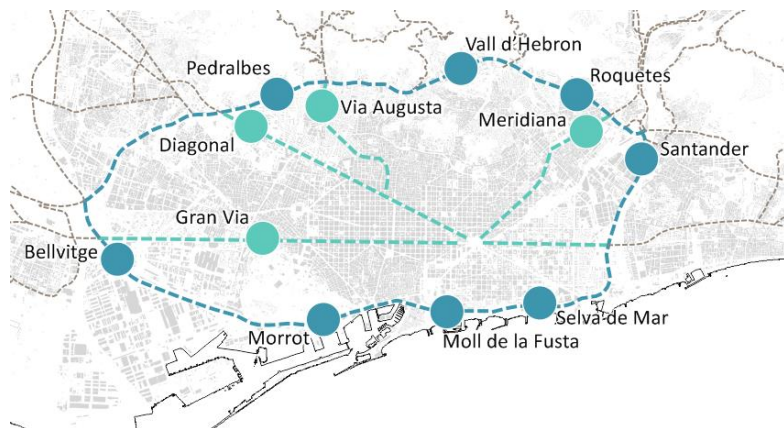 Vall d'Hebron
Pedralbes
Roquetes
Via Augusta
Meridiana
Diagonal
Santander
Gran Via
Bellvitge
Selva de Mar
Morrot
Moll de la Fusta